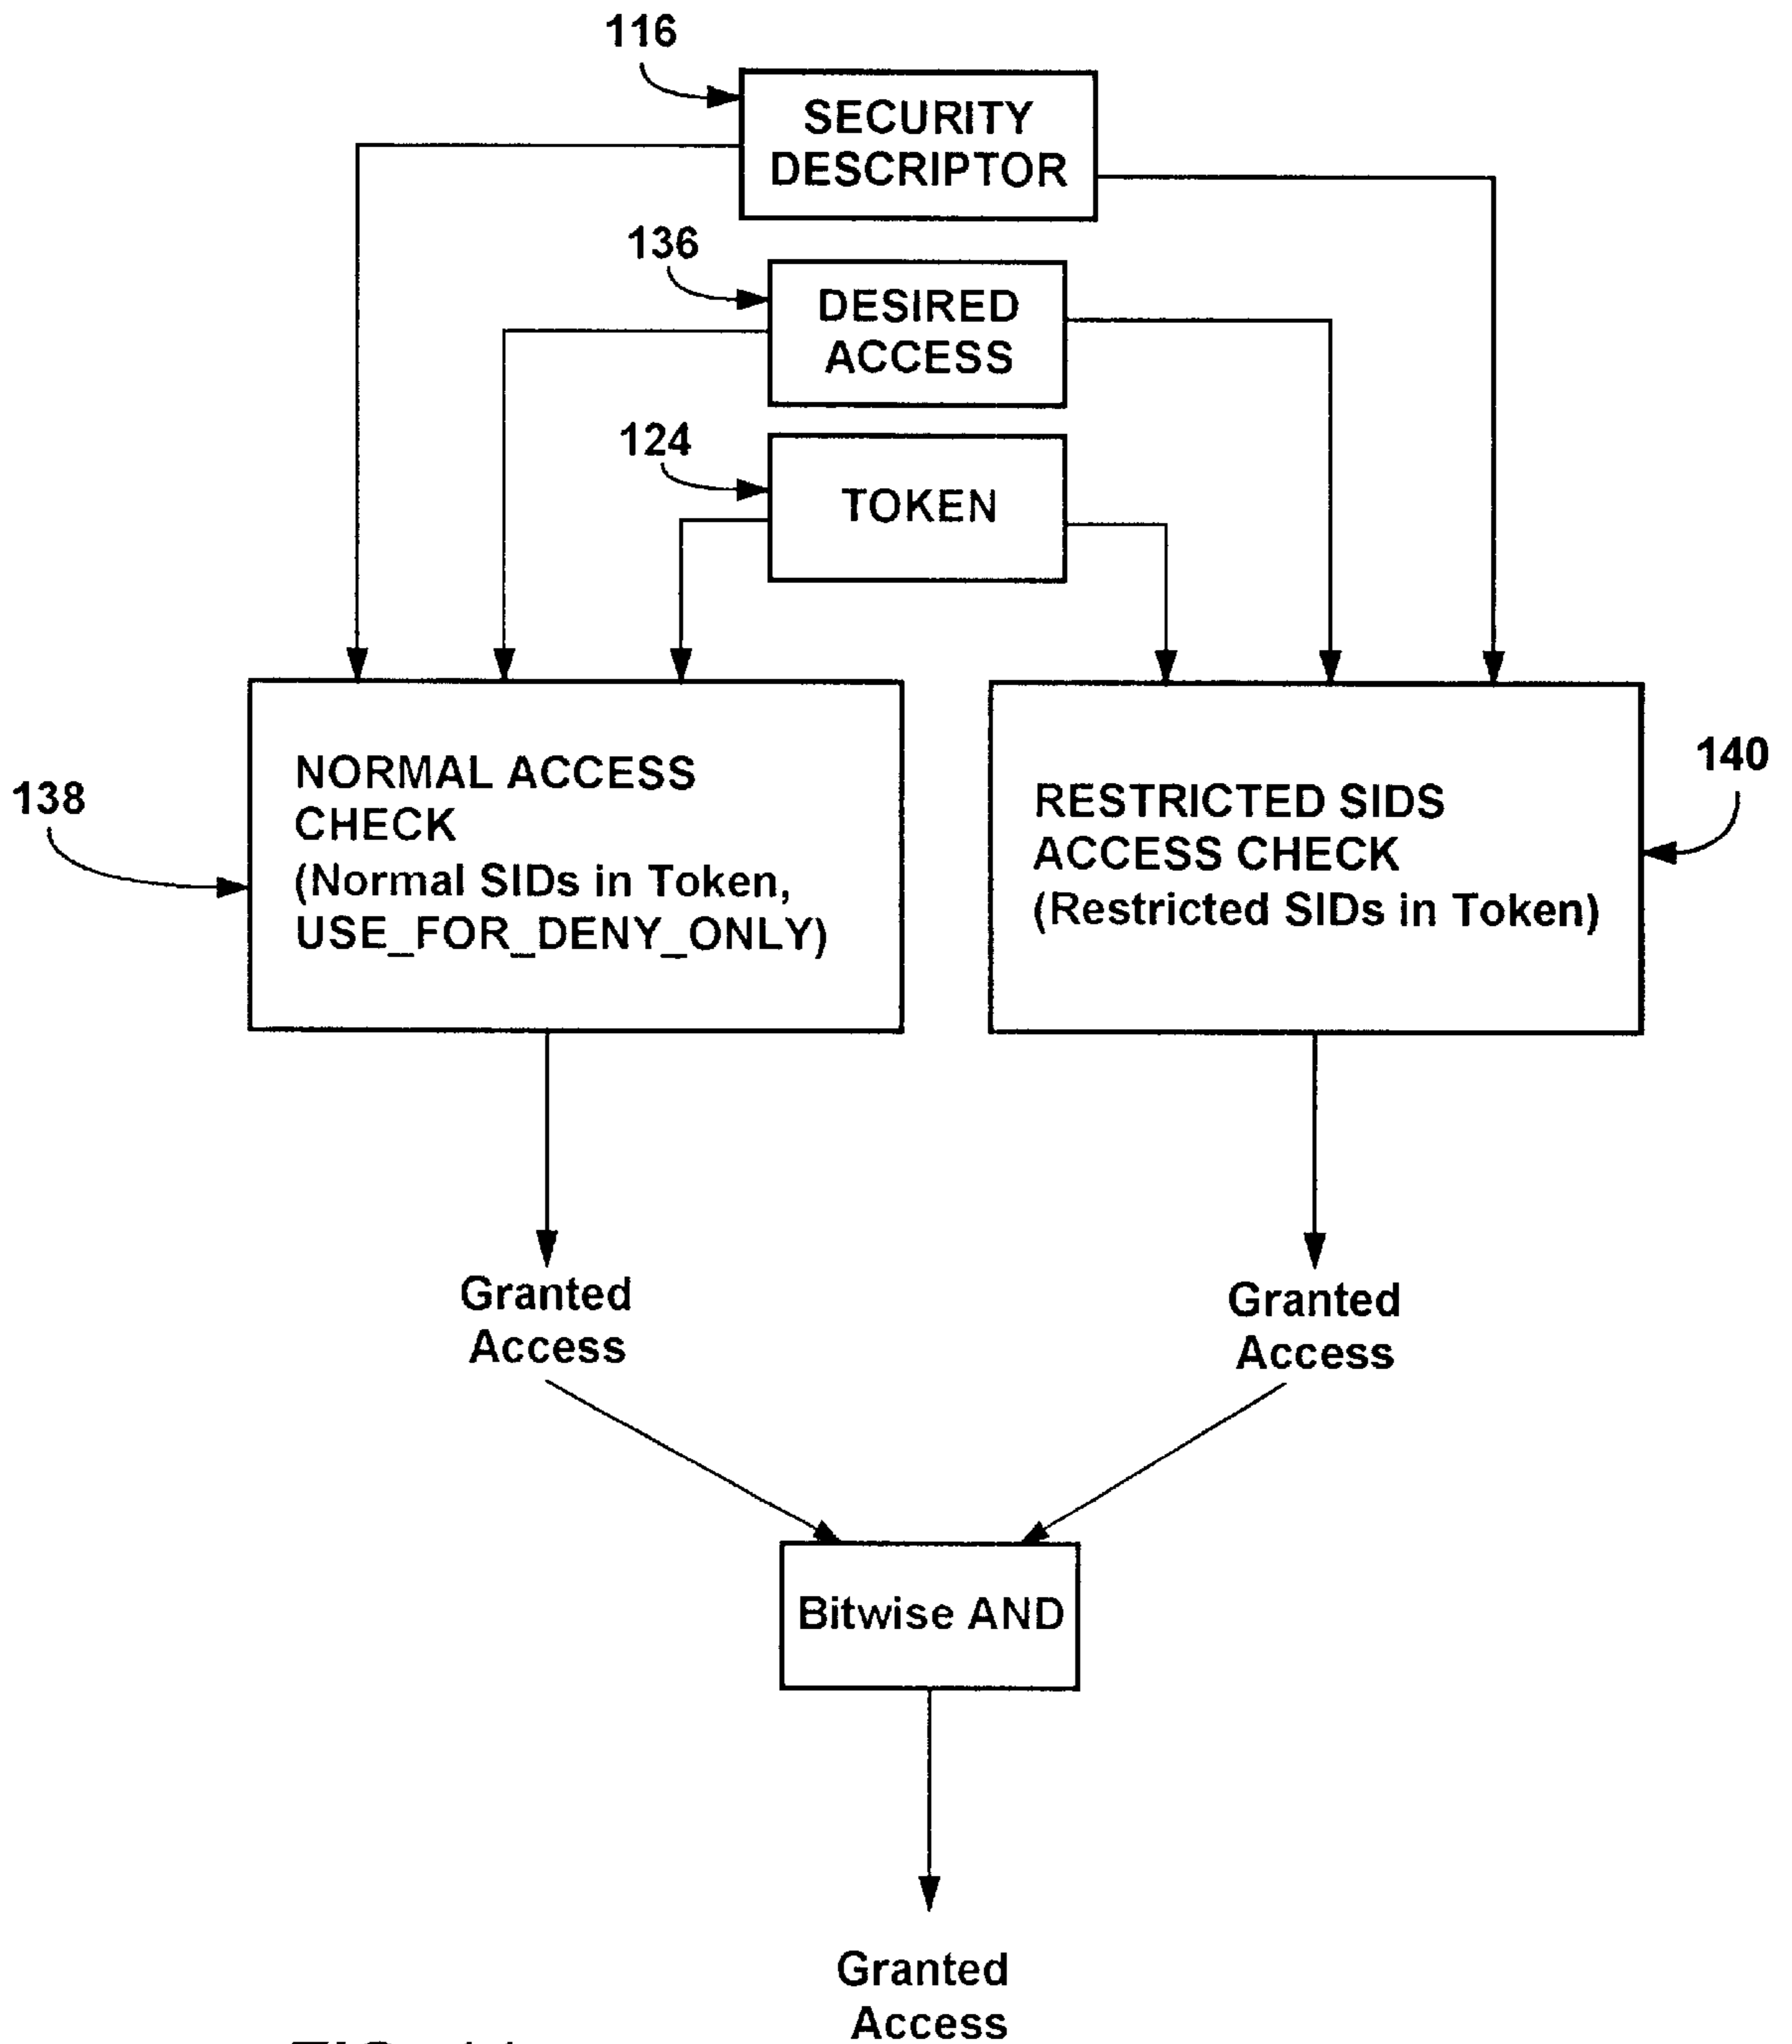 116
SECURITY
DESCRIPTOR
136
DESIRED
ACCESS
124
TOKEN
138
NORMAL ACCESS
CHECK
(Normal SIDs in Token,
USE_FOR_DENY_ONLY)
140
RESTRICTED SIDS
ACCESS CHECK
(Restricted SIDs in Token)
Granted
Access
Granted
Access
Bitwise AND
Granted
Access